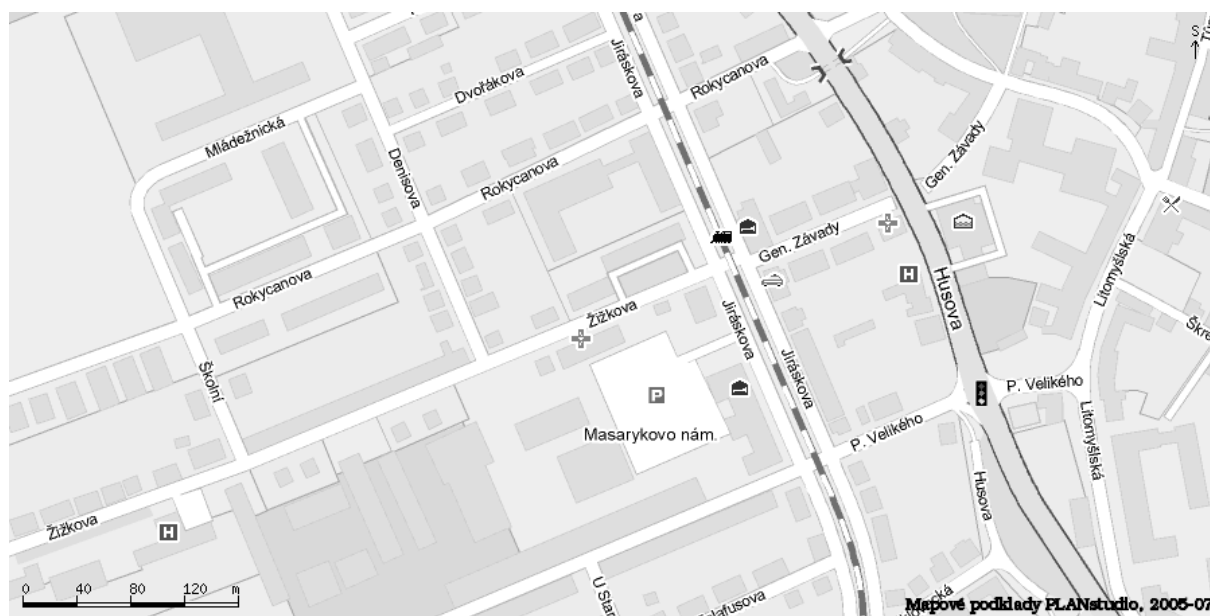 S
Jiráskova
Rokycanova
Dvořákova
Mládežnická
Denisova
Rokycanova
Gen. Závady
Gen. Závady
Litomyšlská
Rokycanova
Žižkova
Husova
H
Jiráskova
Jiráskova
Školní
P
P. Velikého
Masarykovo nám.
P. Velikého
Litomyšlská
Husova
Žižkova
H
0 40 80 120 m
Mapové podklady PLANstudio, 2005-07